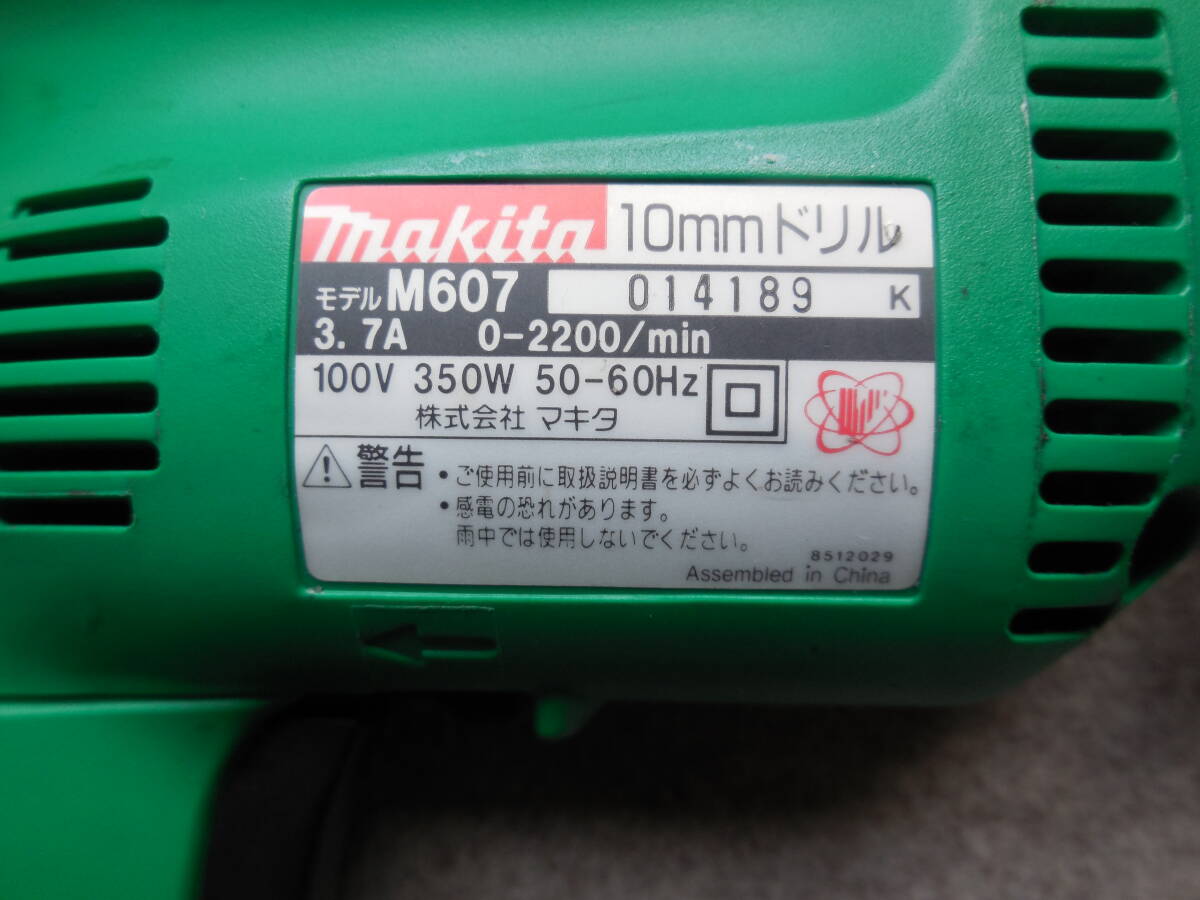 makita 10mmドリル
モデル M607 014189 K
3.7A 0-2200/min
100V 350W 50-60Hz
株式会社 マキタ
警告 ・ご使用前に取扱説明書を必ずよくお読みください。
・感電の恐れがあります。
雨中では使用しないでください。
8512029
Assembled in China